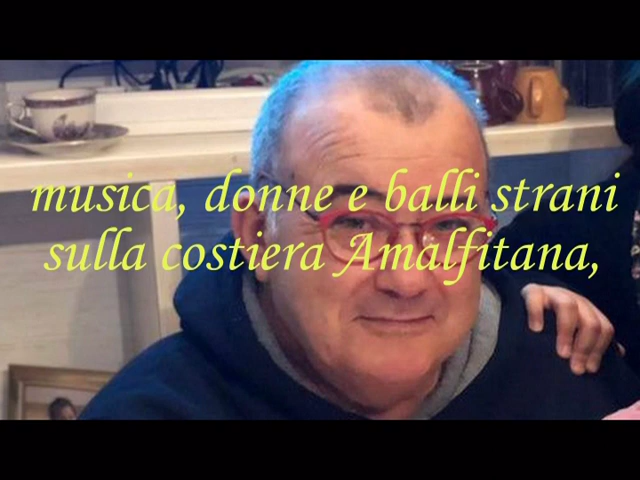 musica, donne e balli strani
sulla costiera Amalfitana,